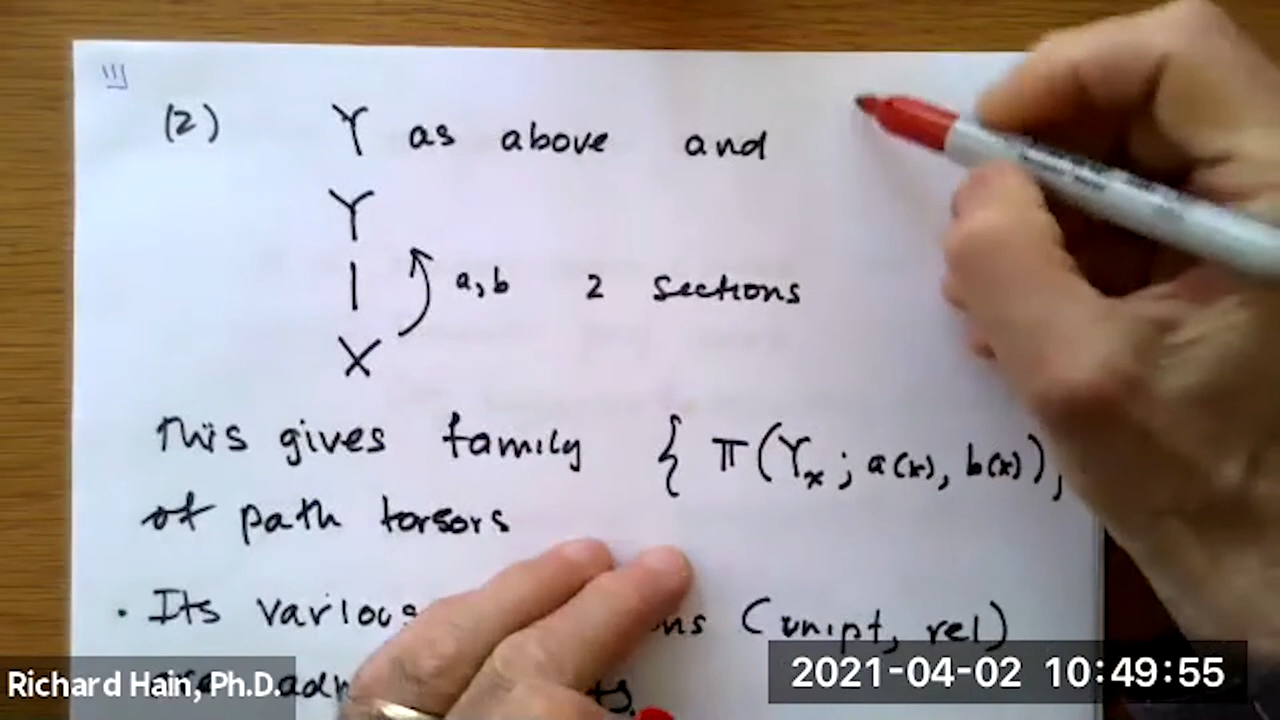 (2) Y as above and
Y
a,b 2 sections
X
This gives family { π(Yₓ; a(x), b(x)),
of path torsors
• Its various (unipt, rel)
Richard Hain, Ph.D.
2021-04-02 10:49:55